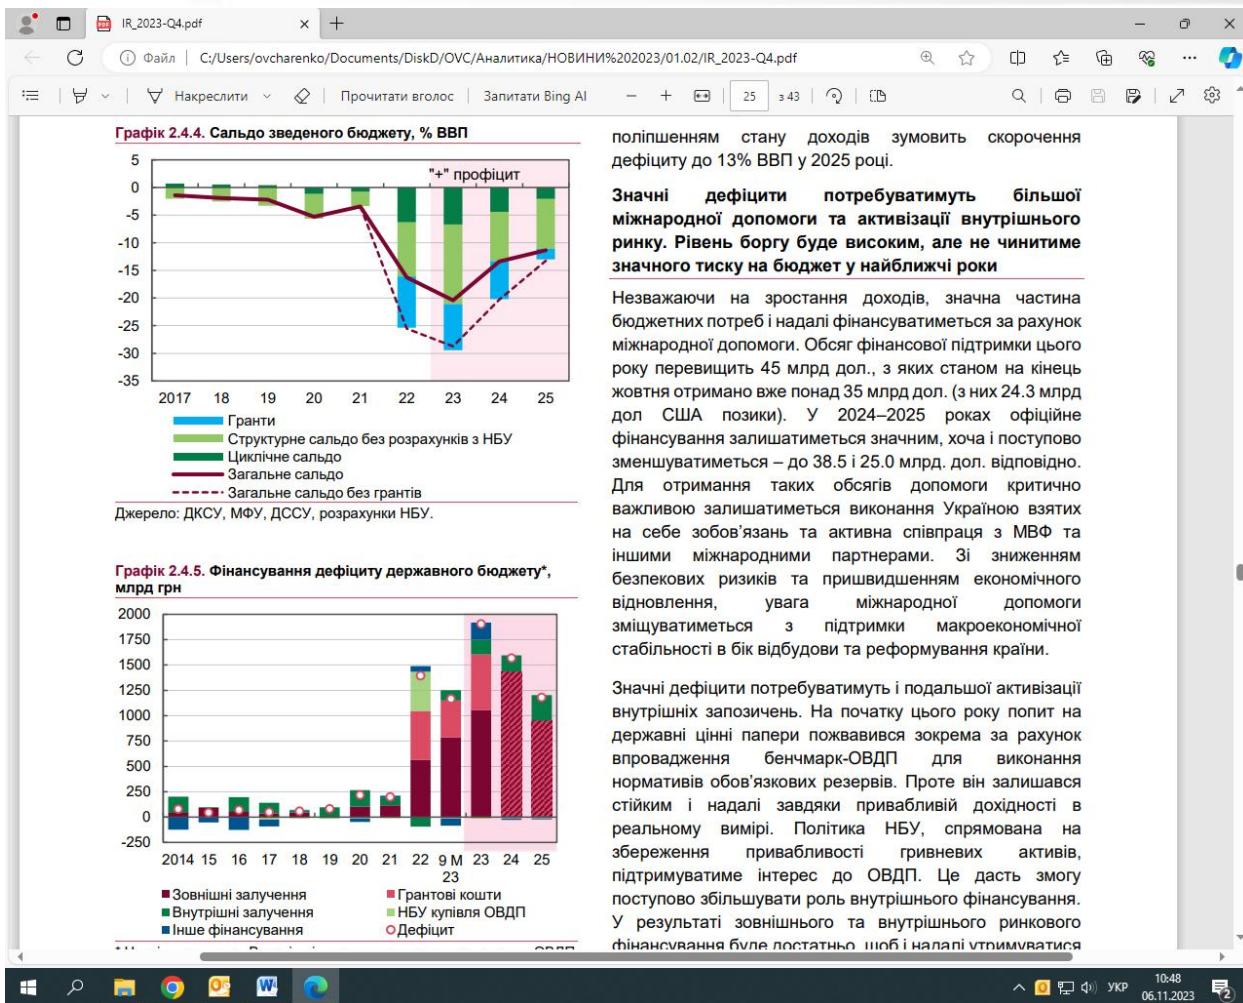 IR_2023-Q4.pdf
Файл
C:/Users/ovcharenko/Documents/DiskD/OVC/Аналитика/НОВИНИ%202023/01.02/IR_2023-Q4.pdf
Накреслити
Прочитати вголос
Запитати Bing AI
25
з 43
Графік 2.4.4. Сальдо зведеного бюджету, % ВВП
"+" профіцит
5
0
-5
-10
-15
-20
-25
-30
-35
2017 18 19 20 21 22 23 24 25
Гранти
Структурне сальдо без розрахунків з НБУ
Циклічне сальдо
Загальне сальдо
Загальне сальдо без грантів
Джерело: ДКСУ, МФУ, ДССУ, розрахунки НБУ.
Графік 2.4.5. Фінансування дефіциту державного бюджету*,
млрд грн
2000
1750
1500
1250
1000
750
500
250
0
-250
2014 15 16 17 18 19 20 21 22 9 М 23 24 25
23
Зовнішні залучення
Грантові кошти
Внутрішні залучення
НБУ купівля ОВДП
Інше фінансування
Дефіцит
поліпшенням стану доходів зумовить скорочення
дефіциту до 13% ВВП у 2025 році.
Значні дефіцити потребуватимуть більшої
міжнародної допомоги та активізації внутрішнього
ринку. Рівень боргу буде високим, але не чинитиме
значного тиску на бюджет у найближчі роки
Незважаючи на зростання доходів, значна частина
бюджетних потреб і надалі фінансуватиметься за рахунок
міжнародної допомоги. Обсяг фінансової підтримки цього
року перевищить 45 млрд дол., з яких станом на кінець
жовтня отримано вже понад 35 млрд дол. (з них 24.3 млрд
дол США позики). У 2024–2025 роках офіційне
фінансування залишатиметься значним, хоча і поступово
зменшуватиметься – до 38.5 і 25.0 млрд. дол. відповідно.
Для отримання таких обсягів допомоги критично
важливою залишатиметься виконання Україною взятих
на себе зобов’язань та активна співпраця з МВФ та
іншими міжнародними партнерами. Зі зниженням
безпекових ризиків та пришвидшенням економічного
відновлення, увага міжнародної допомоги
зміщуватиметься з підтримки макроекономічної
стабільності в бік відбудови та реформування країни.
Значні дефіцити потребуватимуть і подальшої активізації
внутрішніх запозичень. На початку цього року попит на
державні цінні папери пожвавився зокрема за рахунок
впровадження бенчмарк-ОВДП для виконання
нормативів обов’язкових резервів. Проте він залишався
стійким і надалі завдяки привабливій дохідності в
реальному вимірі. Політика НБУ, спрямована на
збереження привабливості гривневих активів,
підтримуватиме інтерес до ОВДП. Це дасть змогу
поступово збільшувати роль внутрішнього фінансування.
У результаті зовнішнього та внутрішнього ринкового
фінансування буде достатньо, щоб і надалі утримуватися
УКР
10:48
06.11.2023
2